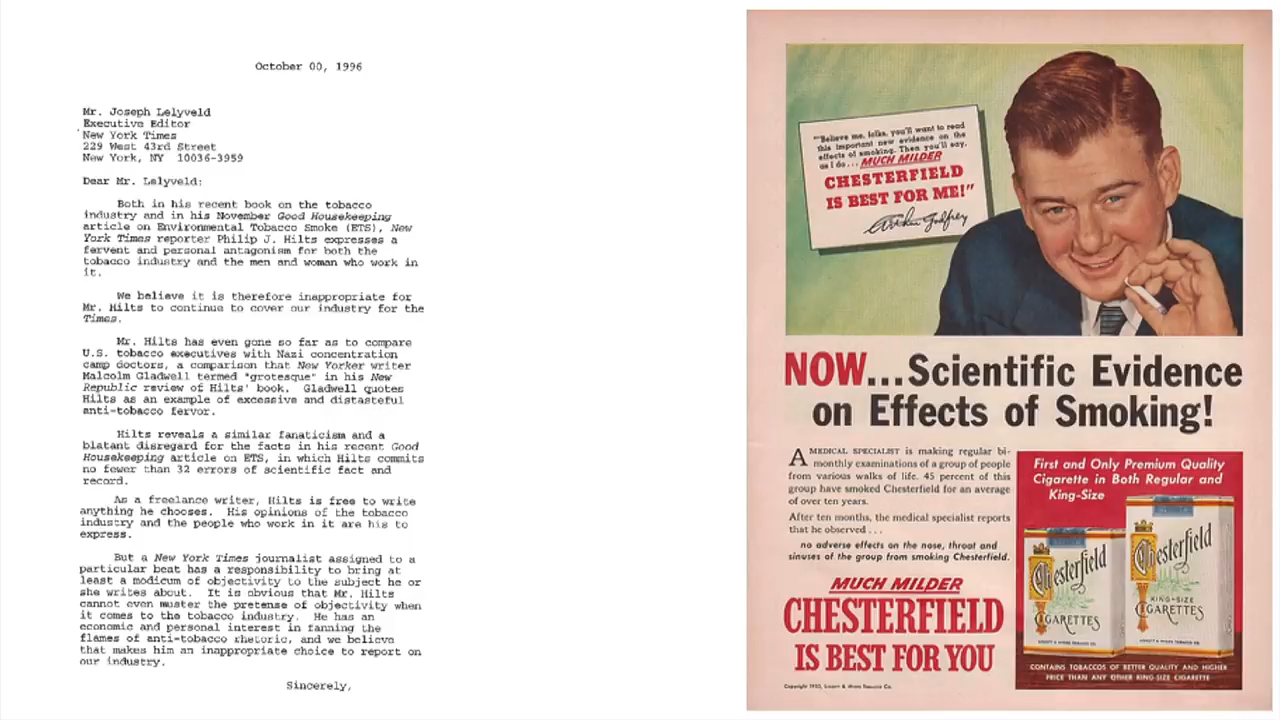 October 00, 1996
Mr. Joseph Lelyveld
Executive Editor
New York Times
229 West 43rd Street
New York, NY 10036-3959
Dear Mr. Lelyveld:
Both in his recent book on the tobacco
industry and in his November Good Housekeeping
article on Environmental Tobacco Smoke (ETS), New
York Times reporter Philip J. Hilts expresses a
fervent and personal antagonism for both the
tobacco industry and the men and woman who work in
it.
We believe it is therefore inappropriate for
Mr. Hilts to continue to cover our industry for the
Times.
Mr. Hilts has even gone so far as to compare
U.S. tobacco executives with Nazi concentration
camp doctors, a comparison that New Yorker writer
Malcolm Gladwell termed "grotesque" in his New
Republic review of Hilts' book. Gladwell quotes
Hilts as an example of excessive and distasteful
anti-tobacco fervor.
Hilts reveals a similar fanaticism and a
blatant disregard for the facts in his recent Good
Housekeeping article on ETS, in which Hilts commits
no fewer than 32 errors of scientific fact and
record.
As a freelance writer, Hilts is free to write
anything he chooses. His opinions of the tobacco
industry and the people who work in it are his to
express.
But a New York Times journalist assigned to a
particular beat has a responsibility to bring at
least a modicum of objectivity to the subject he or
she writes about. It is obvious that Mr. Hilts
cannot even muster the pretense of objectivity when
it comes to the tobacco industry. He has an
economic and personal interest in fanning the
flames of anti-tobacco rhetoric, and we believe
that makes him an inappropriate choice to report on
our industry.
Sincerely,
"Believe me, folks, you'll want to read
this important new evidence on the
effects of smoking. Then you'll say,
as I do... MUCH MILDER
CHESTERFIELD
IS BEST FOR ME!"
Arthur Godfrey
NOW...Scientific Evidence
on Effects of Smoking!
A MEDICAL SPECIALIST is making regular bi-
monthly examinations of a group of people
from various walks of life. 45 percent of this
group have smoked Chesterfield for an average
of over ten years.
After ten months, the medical specialist reports
that he observed . . .
no adverse effects on the nose, throat and
sinuses of the group from smoking Chesterfield.
MUCH MILDER
CHESTERFIELD
IS BEST FOR YOU
First and Only Premium Quality
Cigarette in Both Regular and
King-Size
Chesterfield
CIGARETTES
LIGGETT & MYERS TOBACCO CO.
Chesterfield
KING-SIZE
CIGARETTES
LIGGETT & MYERS TOBACCO CO.
CONTAINS TOBACCOS OF BETTER QUALITY AND HIGHER
PRICE THAN ANY OTHER KING-SIZE CIGARETTE
Copyright 1953, Liggett & Myers Tobacco Co.